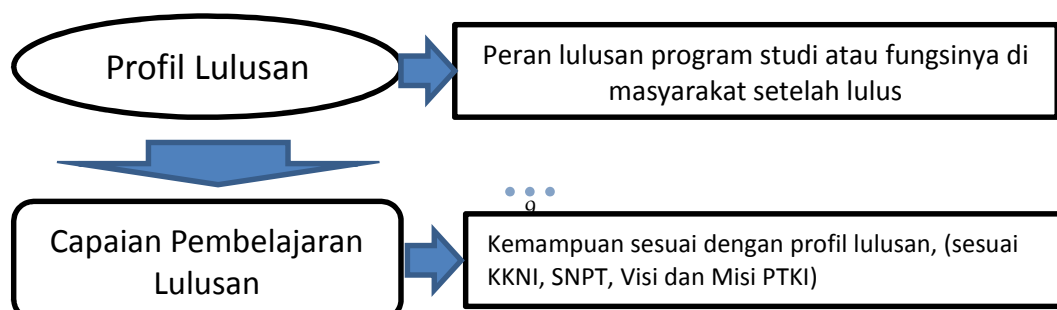 Profil Lulusan
Peran lulusan program studi atau fungsinya di
masyarakat setelah lulus
9
Capaian Pembelajaran
Lulusan
Kemampuan sesuai dengan profil lulusan, (sesuai
KKNI, SNPT, Visi dan Misi PTKI)